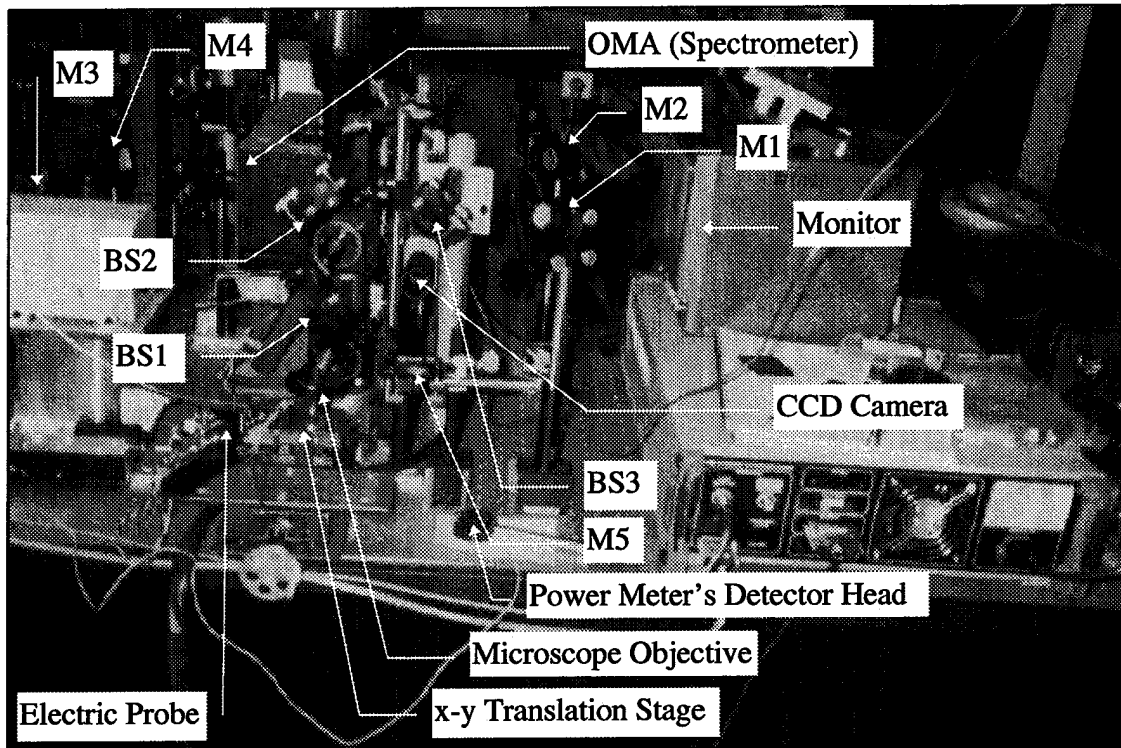 M4
OMA (Spectrometer)
M3
M2
M1
Monitor
BS2
BS1
CCD Camera
BS3
M5
Power Meter's Detector Head
Microscope Objective
Electric Probe
x-y Translation Stage